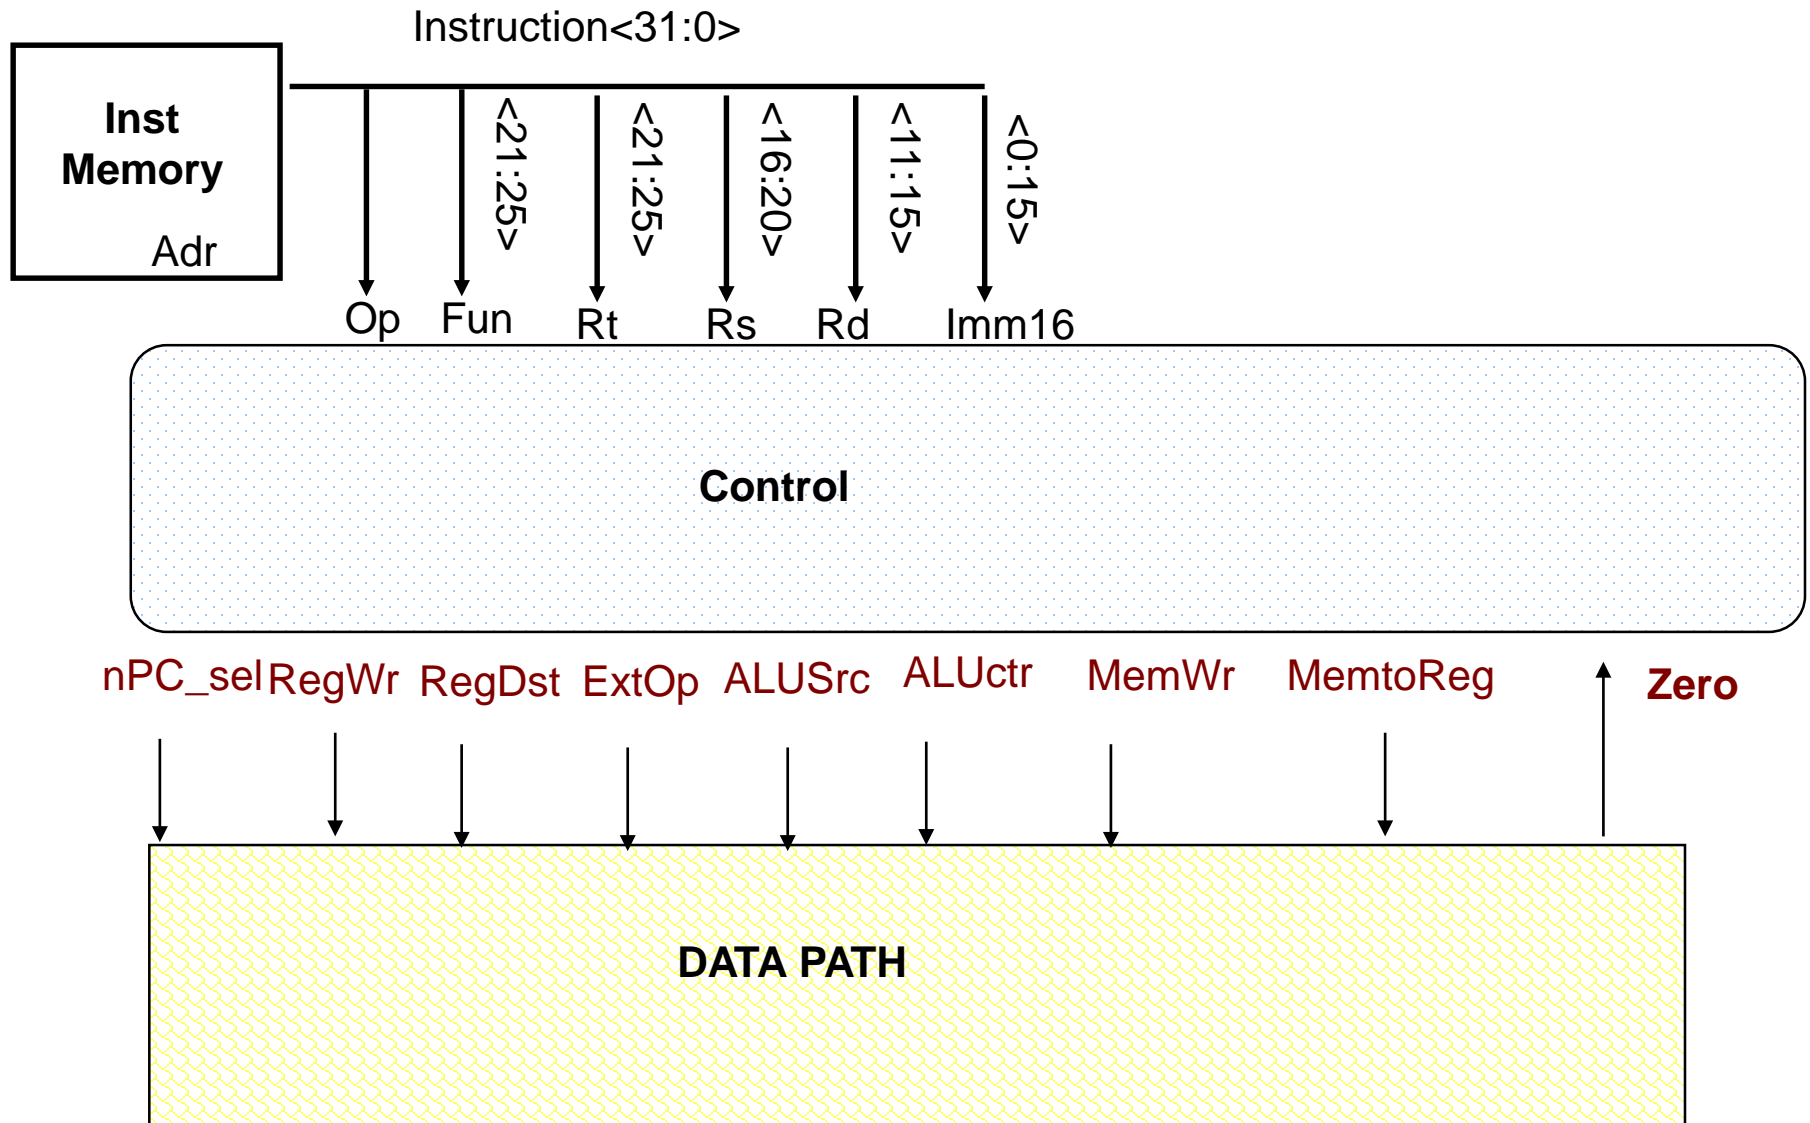 Instruction<31:0>
Inst
Memory
Adr
<21:25>
<21:25>
<16:20>
<11:15>
<0:15>
Op Fun Rt Rs Rd Imm16
Control
nPC_sel RegWr RegDst ExtOp ALUSrc ALUctr MemWr MemtoReg Zero
DATA PATH